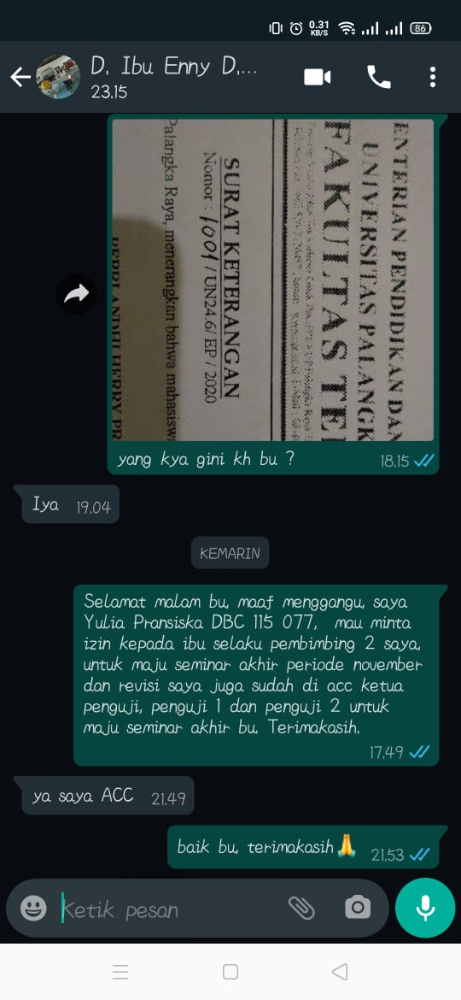 0.31
KB/S
86
D. Ibu Enny D....
23.15
ENTERIAN PENDIDIKAN DAN
UNIVERSITAS PALANGK
FAKULTAS TE
SURAT KETERANGAN
Nomor : 1001 / UN24.6/ EP / 2020
Palangka Raya, menerangkan bahwa mahasisw
yang kya gini kh bu ?
18.15
Iya 19.04
KEMARIN
Selamat malam bu, maaf menggangu, saya
Yulia Pransiska DBC 115 077, mau minta
izin kepada ibu selaku pembimbing 2 saya,
untuk maju seminar akhir periode november
dan revisi saya juga sudah di acc ketua
penguji, penguji 1 dan penguji 2 untuk
maju seminar akhir bu. Terimakasih.
17.49
ya saya ACC 21.49
baik bu, terimakasih🙏 21.53
Ketik pesan